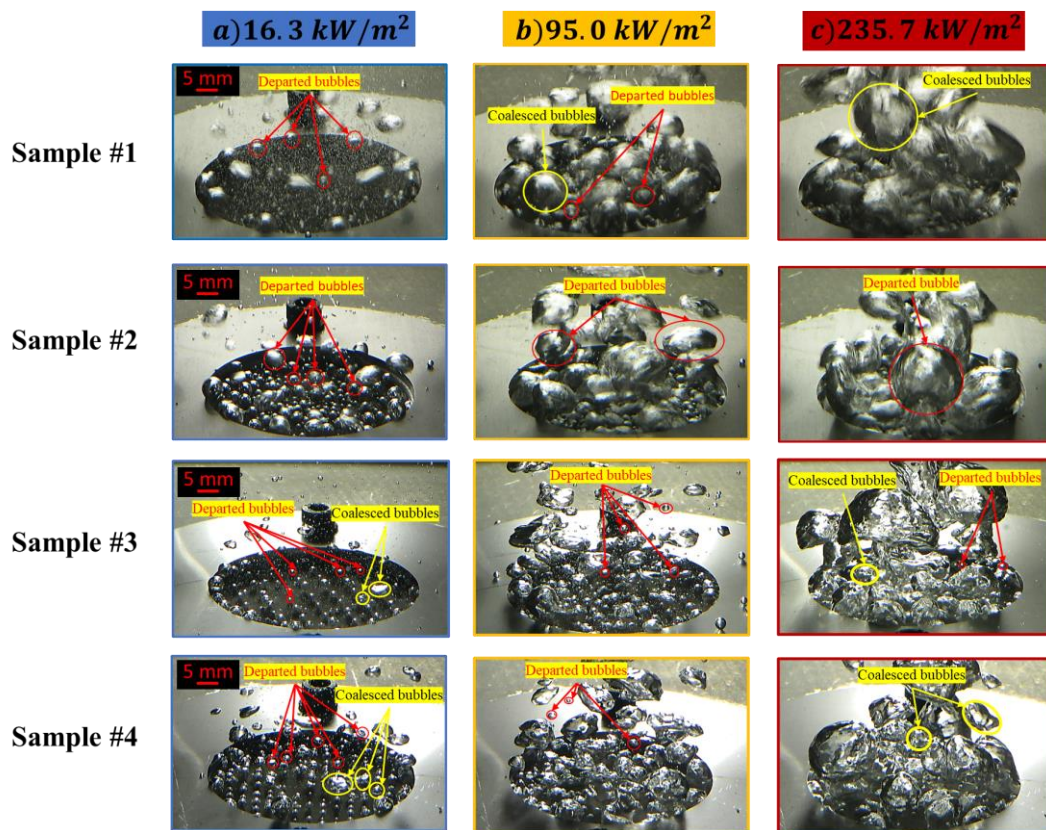 a)16.3 kW/m²
b)95.0 kW/m²
c)235.7 kW/m²
Sample #1
5 mm
Departed bubbles
Coalesced bubbles
Departed bubbles
Coalesced bubbles
Sample #2
5 mm
Departed bubbles
Departed bubbles
Departed bubble
Sample #3
5 mm
Departed bubbles
Coalesced bubbles
Departed bubbles
Coalesced bubbles
Departed bubbles
Sample #4
5 mm
Departed bubbles
Coalesced bubbles
Departed bubbles
Coalesced bubbles